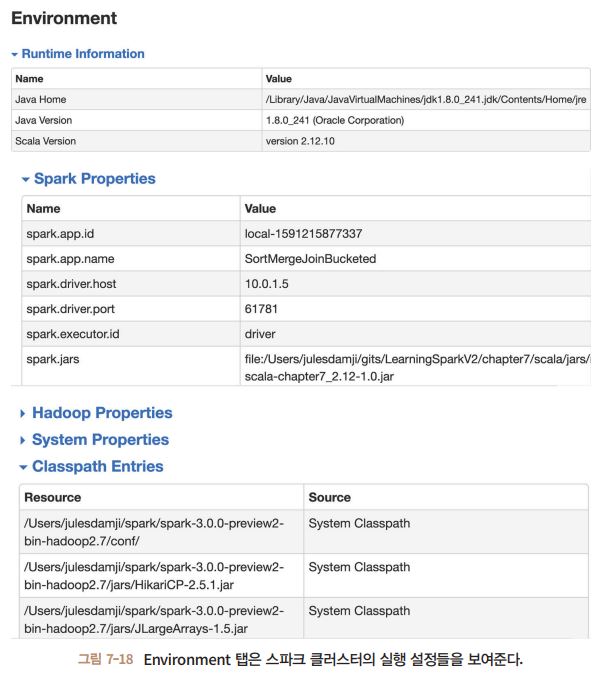 Environment
Runtime Information
Name Value
Java Home /Library/Java/JavaVirtualMachines/jdk1.8.0_241.jdk/Contents/Home/jre
Java Version 1.8.0_241 (Oracle Corporation)
Scala Version version 2.12.10
Spark Properties
Name Value
spark.app.id local-1591215877337
spark.app.name SortMergeJoinBucketed
spark.driver.host 10.0.1.5
spark.driver.port 61781
spark.executor.id driver
spark.jars file:/Users/julesdamji/gits/LearningSparkV2/chapter7/scala/jars/
scala-chapter7_2.12-1.0.jar
Hadoop Properties
System Properties
Classpath Entries
Resource Source
/Users/julesdamji/spark/spark-3.0.0-preview2- System Classpath
bin-hadoop2.7/conf/
/Users/julesdamji/spark/spark-3.0.0-preview2- System Classpath
bin-hadoop2.7/jars/HikariCP-2.5.1.jar
/Users/julesdamji/spark/spark-3.0.0-preview2- System Classpath
bin-hadoop2.7/jars/JLargeArrays-1.5.jar
그림 7-18 Environment 탭은 스파크 클러스터의 실행 설정들을 보여준다.